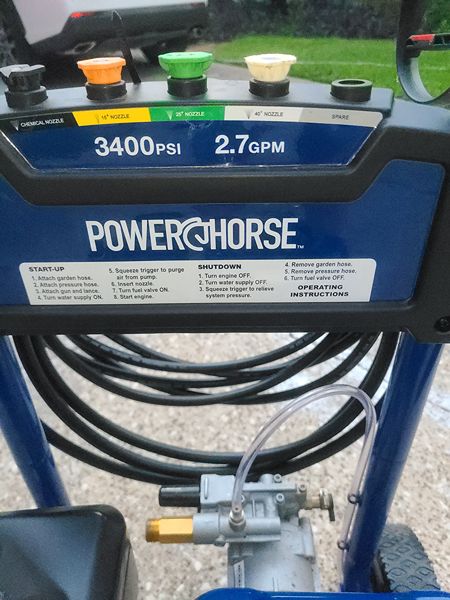 CHEMICAL NOZZLE 15° NOZZLE 25° NOZZLE 40° NOZZLE SPARE
3400PSI 2.7GPM
POWERHORSE™
START-UP
1. Attach garden hose.
2. Attach pressure hose.
3. Attach gun and lance.
4. Turn water supply ON.
5. Squeeze trigger to purge
air from pump.
6. Insert nozzle.
7. Turn fuel valve ON.
8. Start engine.
SHUTDOWN
1. Turn engine OFF.
2. Turn water supply OFF.
3. Squeeze trigger to relieve
system pressure.
4. Remove garden hose.
5. Remove pressure hose.
6. Turn fuel valve OFF.
OPERATING
INSTRUCTIONS